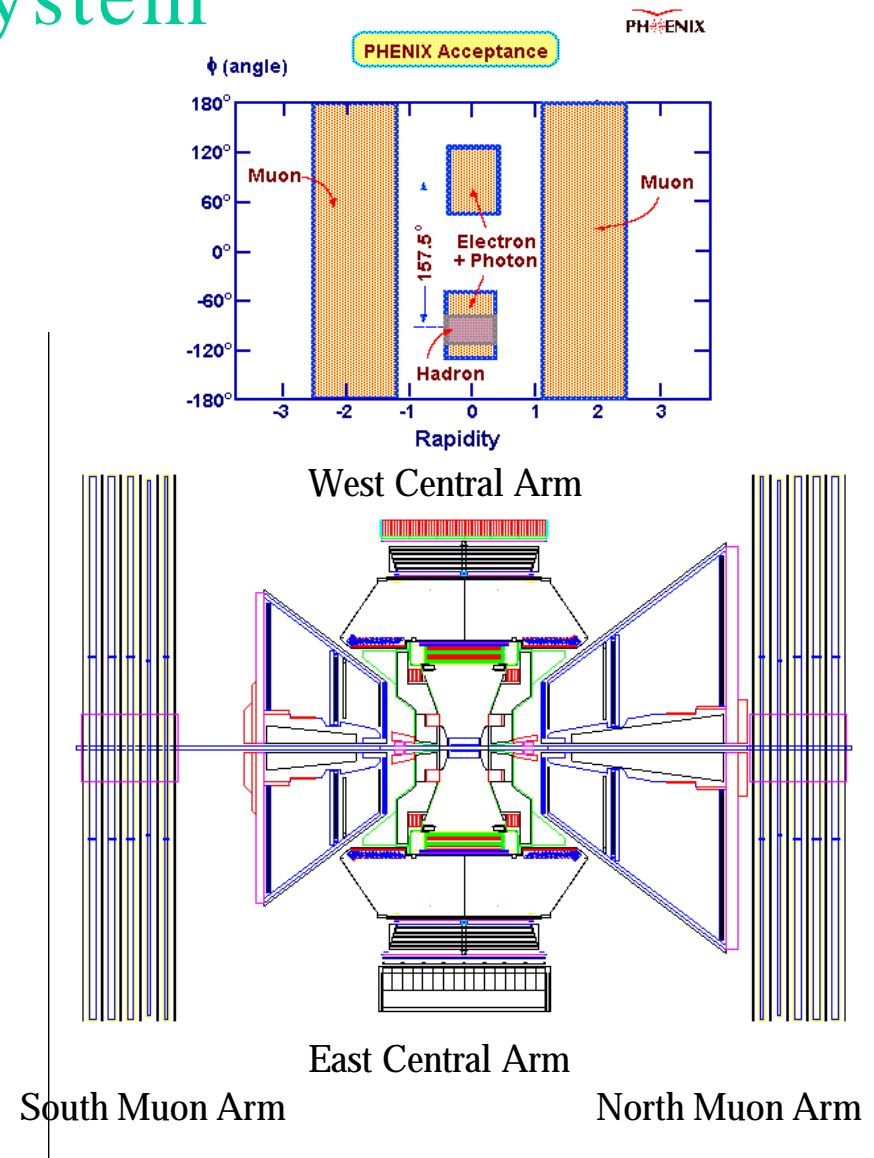 ystem
PH ENIX
PHENIX Acceptance
ϕ (angle)
180°
120°
60°
0°
-60°
-120°
-180°
Muon
Muon
157.5°
Electron
+ Photon
Hadron
-3 -2 -1 0 1 2 3
Rapidity
West Central Arm
East Central Arm
South Muon Arm North Muon Arm